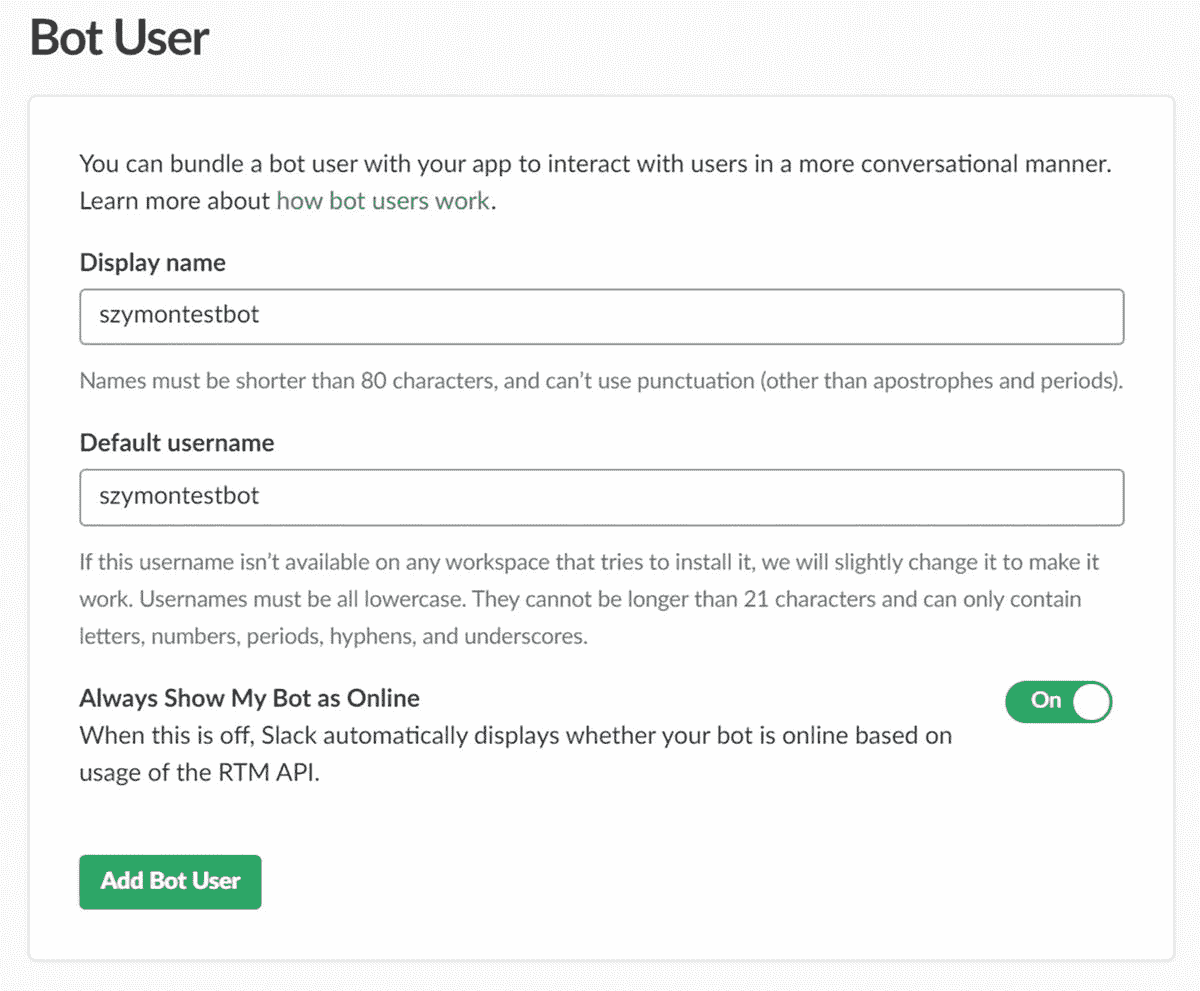 Bot User
You can bundle a bot user with your app to interact with users in a more conversational manner.
Learn more about how bot users work.
Display name
szymontestbot
Names must be shorter than 80 characters, and can’t use punctuation (other than apostrophes and periods).
Default username
szymontestbot
If this username isn’t available on any workspace that tries to install it, we will slightly change it to make it
work. Usernames must be all lowercase. They cannot be longer than 21 characters and can only contain
letters, numbers, periods, hyphens, and underscores.
Always Show My Bot as Online
On
When this is off, Slack automatically displays whether your bot is online based on
usage of the RTM API.
Add Bot User